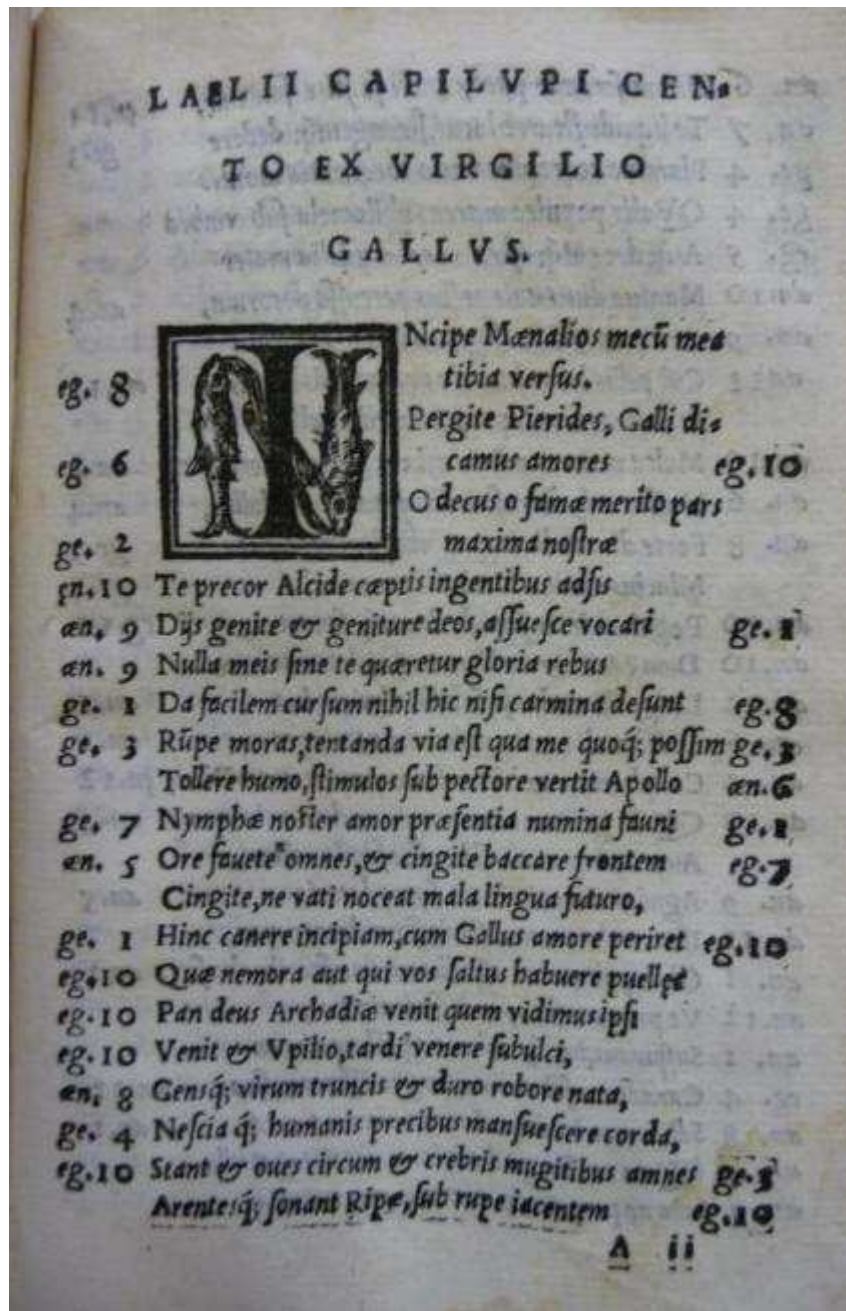 LAELII CAPILVPI CEN-
TO EX VIRGILIO
GALLVS.
INcipe Mænalios mecū mea
eg. 8 tibia versus.
Pergite Pierides, Galli di-
eg. 6 camus amores eg. 10
O decus o famæ merito pars
ge. 2 maxima nostræ
æn. 10 Te precor Alcide cæptis ingentibus adsis
æn. 9 Dijs genite & geniture deos, assuesce vocari ge. 1
æn. 9 Nulla meis sine te quæretur gloria rebus
ge. 1 Da facilem cursum nihil hic nisi carmina desunt eg. 8
ge. 3 Rūpe moras, tentanda via est qua me quoq; possim ge. 3
Tollere humo, stimulos sub pectore vertit Apollo æn. 6
ge. 7 Nymphæ noster amor præsentia numina fauni ge. 1
æn. 5 Ore fauete omnes, & cingite baccare frontem eg. 7
Cingite, ne vati noceat mala lingua futuro,
ge. 1 Hinc canere incipiam, cum Gallus amore periret eg. 10
eg. 10 Quæ nemora aut qui vos saltus habuere puellæ
eg. 10 Pan deus Archadiæ venit quem vidimus ipsi
eg. 10 Venit & Vpilio, tardi venere subulci,
æn. 8 Gensq; virum truncis & duro robore nata,
ge. 4 Nescia q; humanis precibus mansuescere corda,
eg. 10 Stant & oues circum & crebris mugitibus amnes ge. 3
Arentesq; sonant Ripæ, sub rupe iacentem eg. 10
A ii